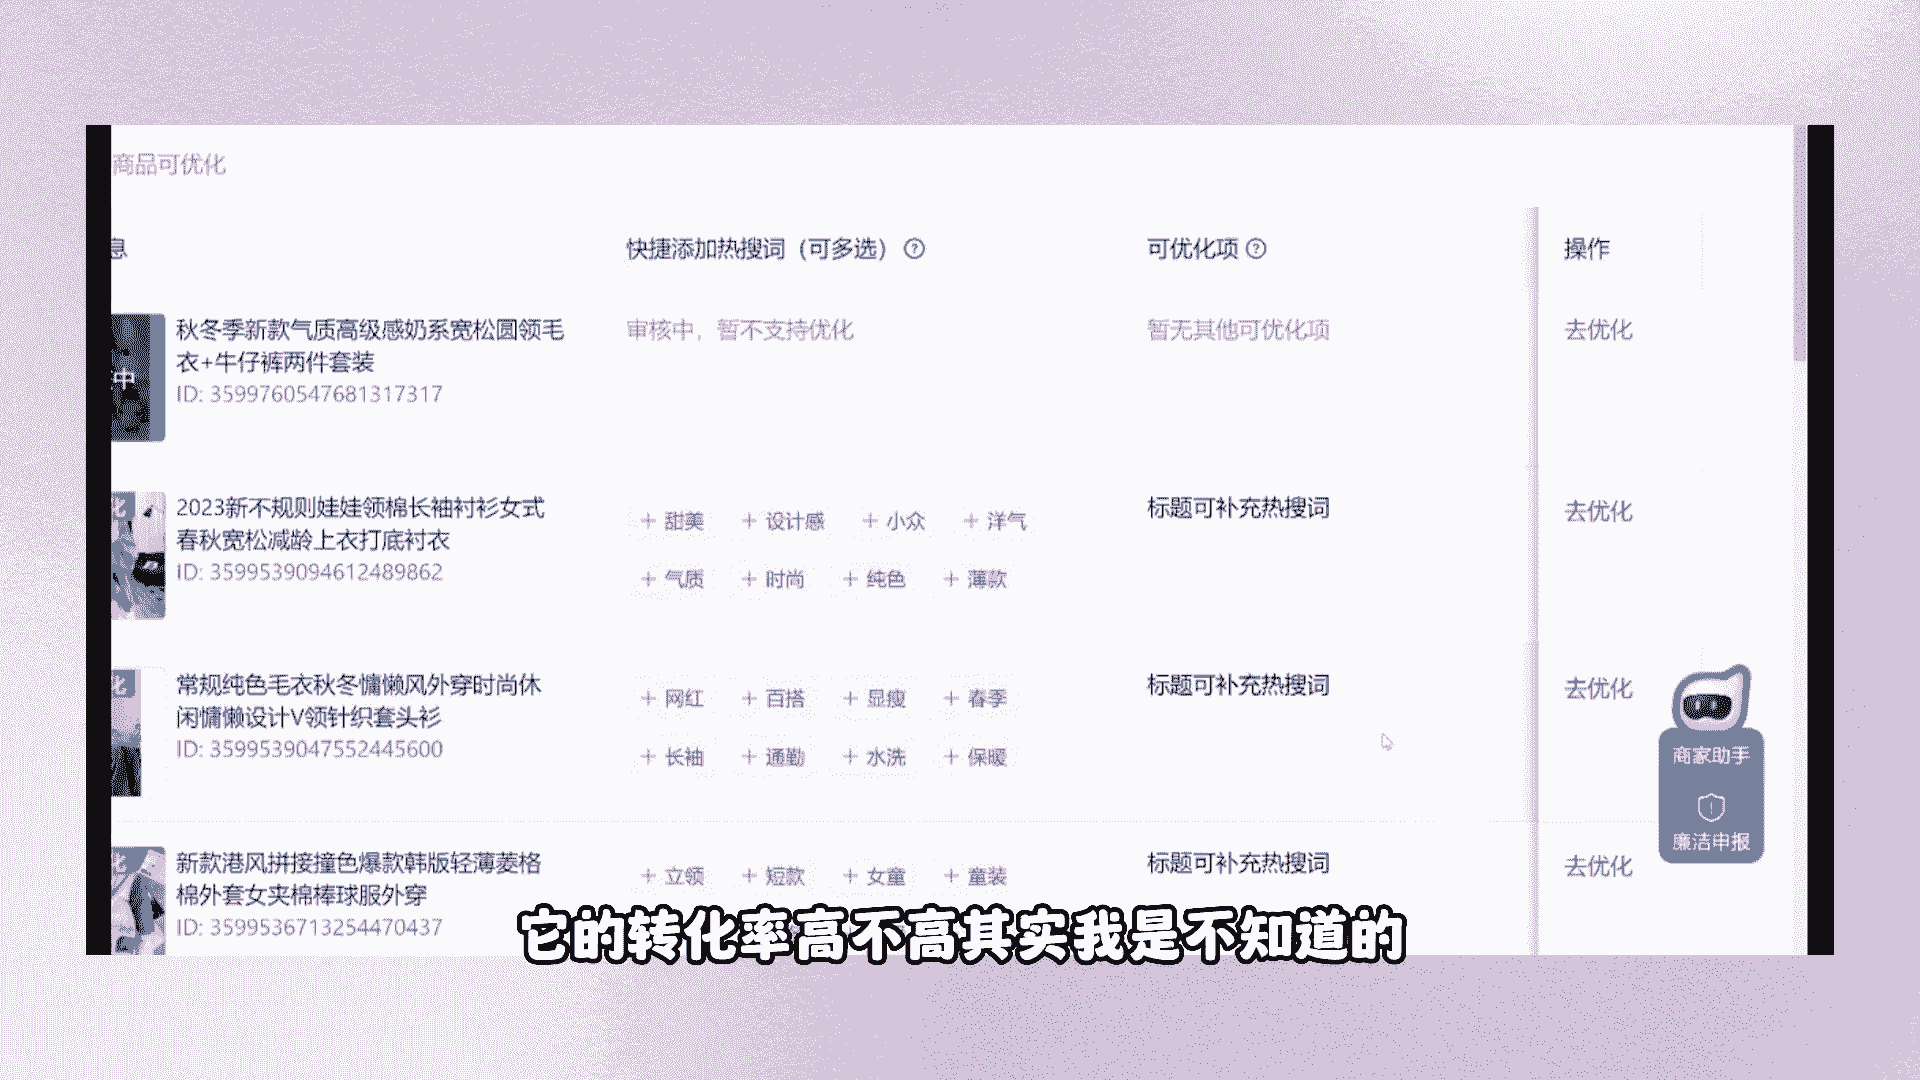 商品可优化
息
快捷添加热搜词（可多选）
可优化项
操作
中
秋冬季新款气质高级感奶系宽松圆领毛
衣+牛仔裤两件套装
ID: 3599760547681317317
审核中，暂不支持优化
暂无其他可优化项
去优化
化
2023新不规则娃娃领棉长袖衬衫女式
春秋宽松减龄上衣打底衬衣
ID: 3599539094612489862
+ 甜美 + 设计感 + 小众 + 洋气
+ 气质 + 时尚 + 纯色 + 薄款
标题可补充热搜词
去优化
化
常规纯色毛衣秋冬慵懒风外穿时尚休
闲慵懒设计V领针织套头衫
ID: 3599539047552445600
+ 网红 + 百搭 + 显瘦 + 春季
+ 长袖 + 通勤 + 水洗 + 保暖
标题可补充热搜词
去优化
商家助手
廉洁申报
化
新款港风拼接撞色爆款韩版轻薄菱格
棉外套女夹棉棒球服外穿
ID: 3599536713254470437
+ 立领 + 短款 + 女童 + 童装
标题可补充热搜词
去优化
它的转化率高不高其实我是不知道的